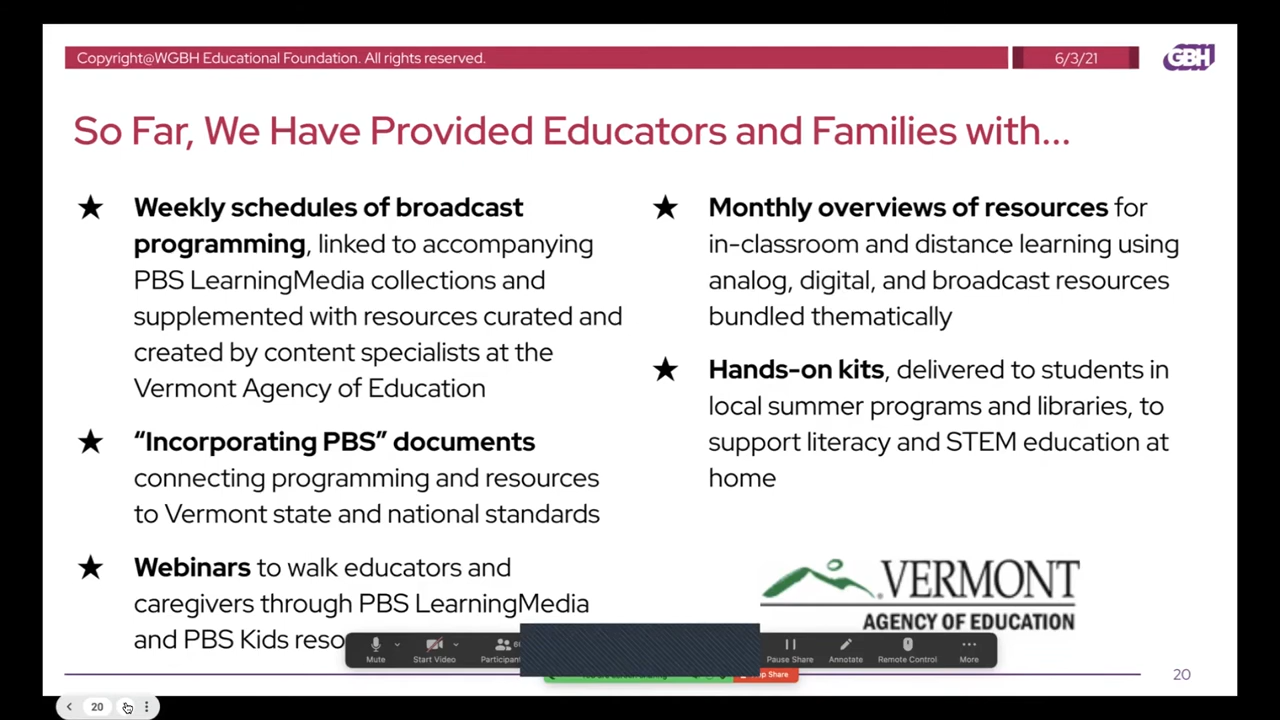 Copyright@WGBH Educational Foundation. All rights reserved.
6/3/21
GBH
So Far, We Have Provided Educators and Families with...
★ Weekly schedules of broadcast
programming, linked to accompanying
PBS LearningMedia collections and
supplemented with resources curated and
created by content specialists at the
Vermont Agency of Education
★ “Incorporating PBS” documents
connecting programming and resources
to Vermont state and national standards
★ Webinars to walk educators and
caregivers through PBS LearningMedia
and PBS Kids
★ Monthly overviews of resources for
in-classroom and distance learning using
analog, digital, and broadcast resources
bundled thematically
★ Hands-on kits, delivered to students in
local summer programs and libraries, to
support literacy and STEM education at
home
VERMONT
AGENCY OF EDUCATION
Mute
Start Video
Pause Share
Annotate
Remote Control
More
Share
20
20